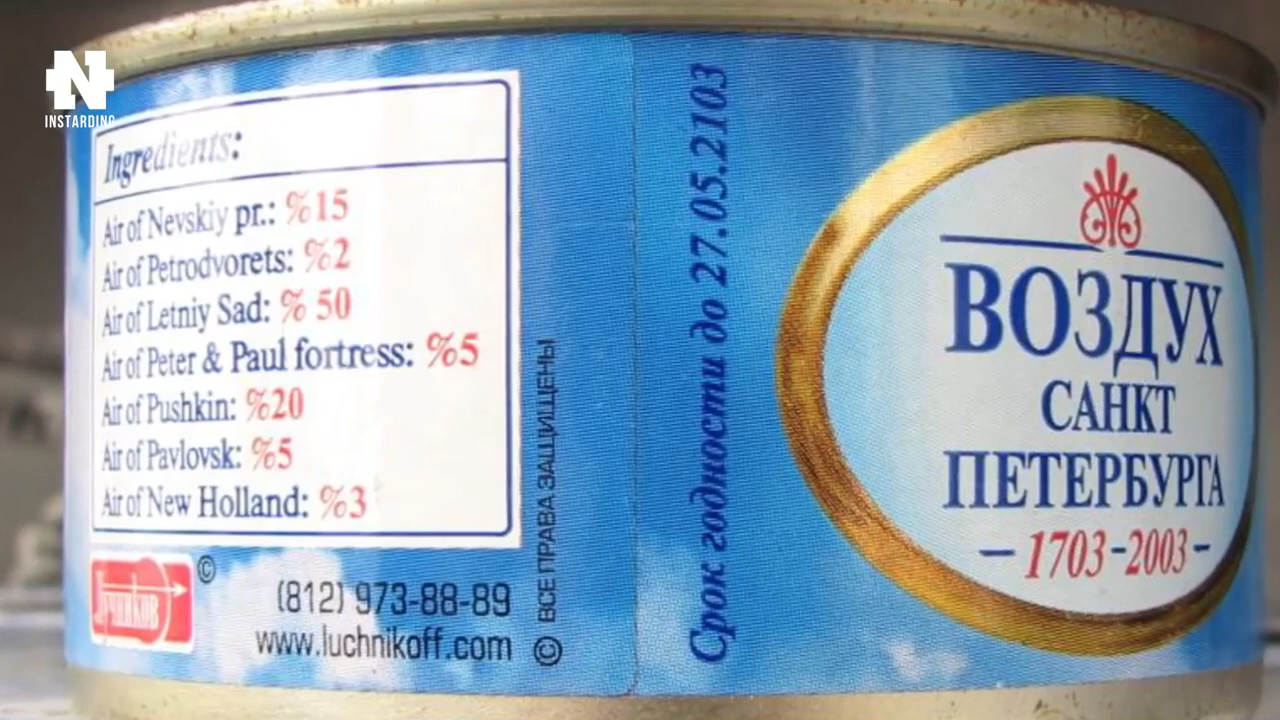 N
INSTARDING
Ingredients:
Air of Nevskiy pr.: %15
Air of Petrodvorets: %2
Air of Letniy Sad: % 50
Air of Peter & Paul fortress: %5
Air of Pushkin: %20
Air of Pavlovsk: %5
Air of New Holland: %3
Лучников ©
(812) 973-88-89
www.luchnikoff.com
© ВСЕ ПРАВА ЗАЩИЩЕНЫ
Срок годности до 27.05.2103
ВОЗДУХ
САНКТ
ПЕТЕРБУРГА
- 1703-2003 -